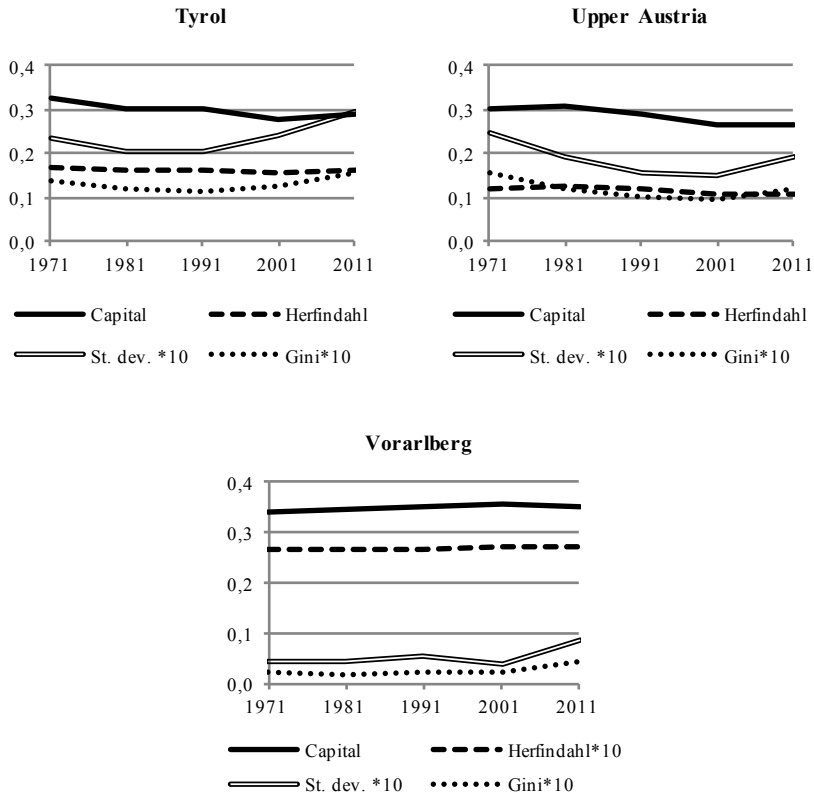 Tyrol
0,4
0,3
0,2
0,1
0,0
1971 1981 1991 2001 2011
Capital Herfindahl
St. dev. *10 Gini*10
Upper Austria
0,4
0,3
0,2
0,1
0,0
1971 1981 1991 2001 2011
Capital Herfindahl
St. dev. *10 Gini*10
Vorarlberg
0,4
0,3
0,2
0,1
0,0
1971 1981 1991 2001 2011
Capital Herfindahl*10
St. dev. *10 Gini*10